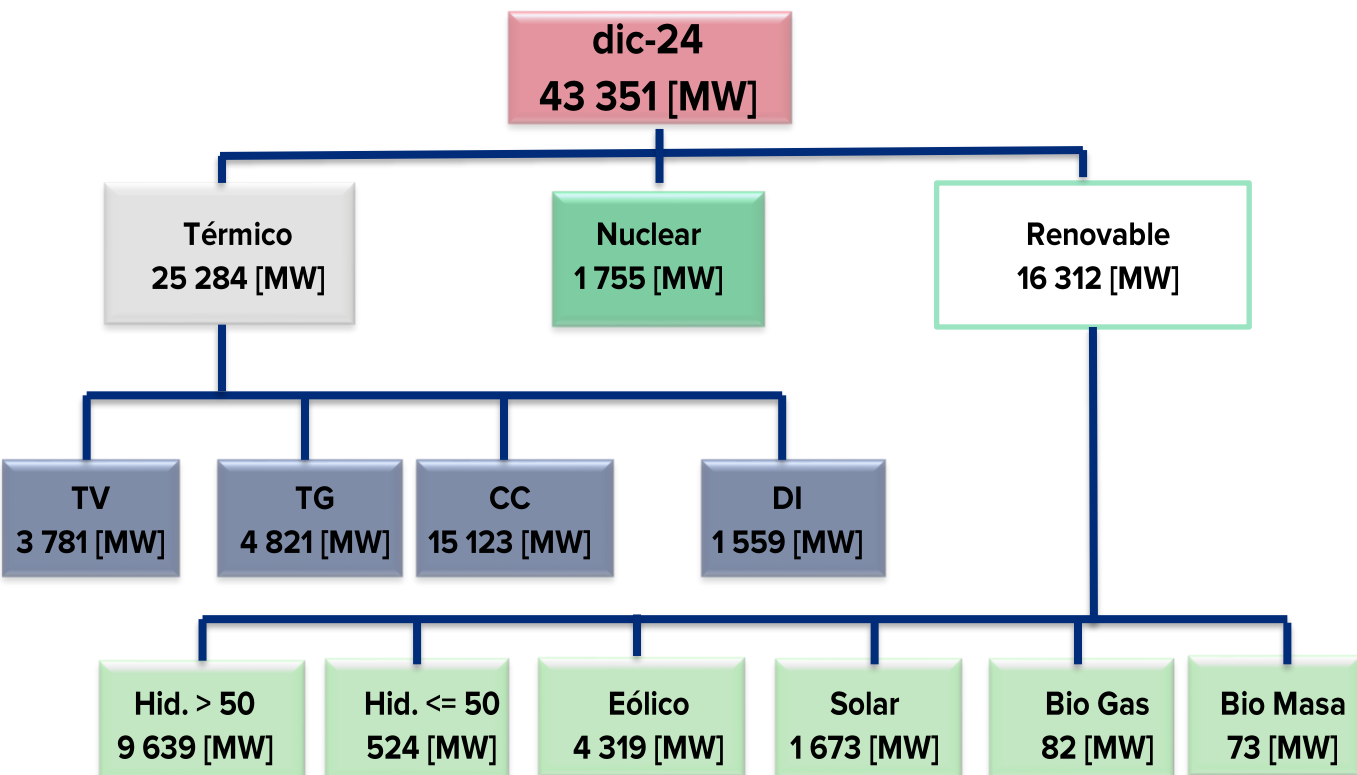 dic-24
43 351 [MW]
Térmico
25 284 [MW]
Nuclear
1 755 [MW]
Renovable
16 312 [MW]
TV
3 781 [MW]
TG
4 821 [MW]
CC
15 123 [MW]
DI
1 559 [MW]
Hid. > 50
9 639 [MW]
Hid. <= 50
524 [MW]
Eólico
4 319 [MW]
Solar
1 673 [MW]
Bio Gas
82 [MW]
Bio Masa
73 [MW]